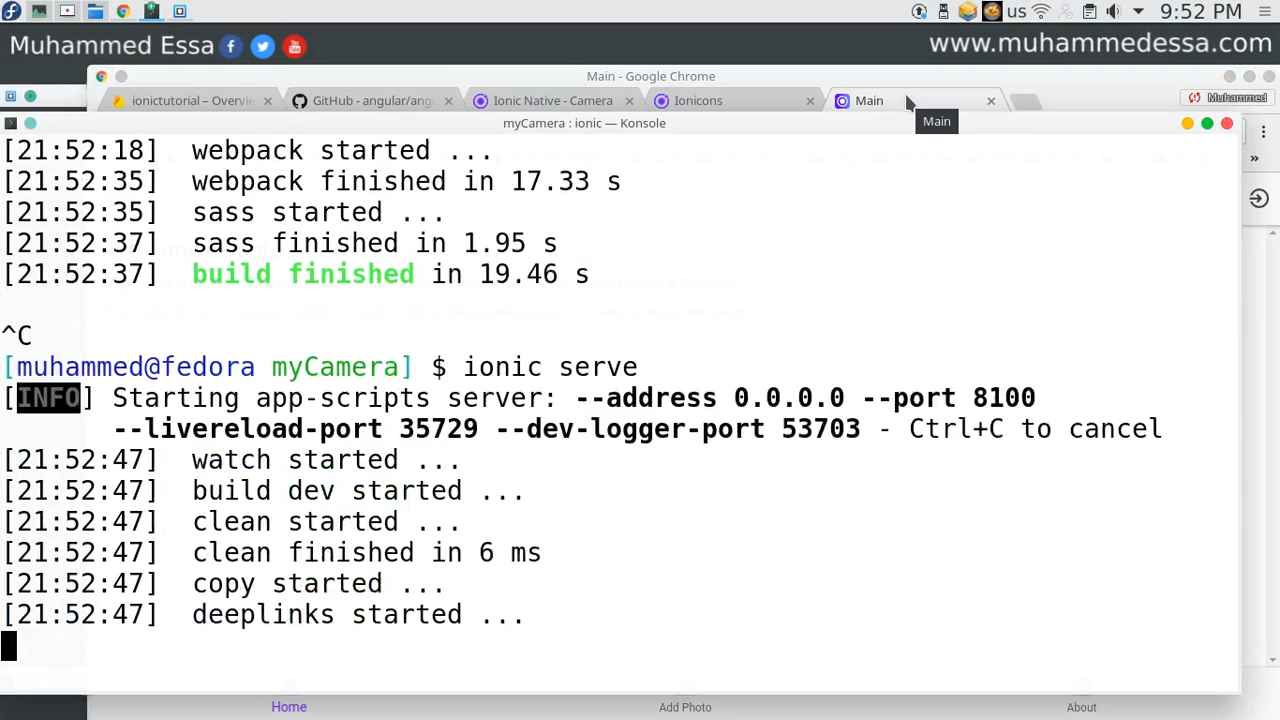 us 9:52 PM
Muhammed Essa www.muhammedessa.com
Main - Google Chrome
ionictutorial – Overvie GitHub - angular/ang Ionic Native - Camera Ionicons Main Muhammed
Main
myCamera : ionic — Konsole
[21:52:18] webpack started ...
[21:52:35] webpack finished in 17.33 s
[21:52:35] sass started ...
[21:52:37] sass finished in 1.95 s
[21:52:37] build finished in 19.46 s
^C
[muhammed@fedora myCamera] $ ionic serve
[INFO] Starting app-scripts server: --address 0.0.0.0 --port 8100
--livereload-port 35729 --dev-logger-port 53703 - Ctrl+C to cancel
[21:52:47] watch started ...
[21:52:47] build dev started ...
[21:52:47] clean started ...
[21:52:47] clean finished in 6 ms
[21:52:47] copy started ...
[21:52:47] deeplinks started ...
Home Add Photo About